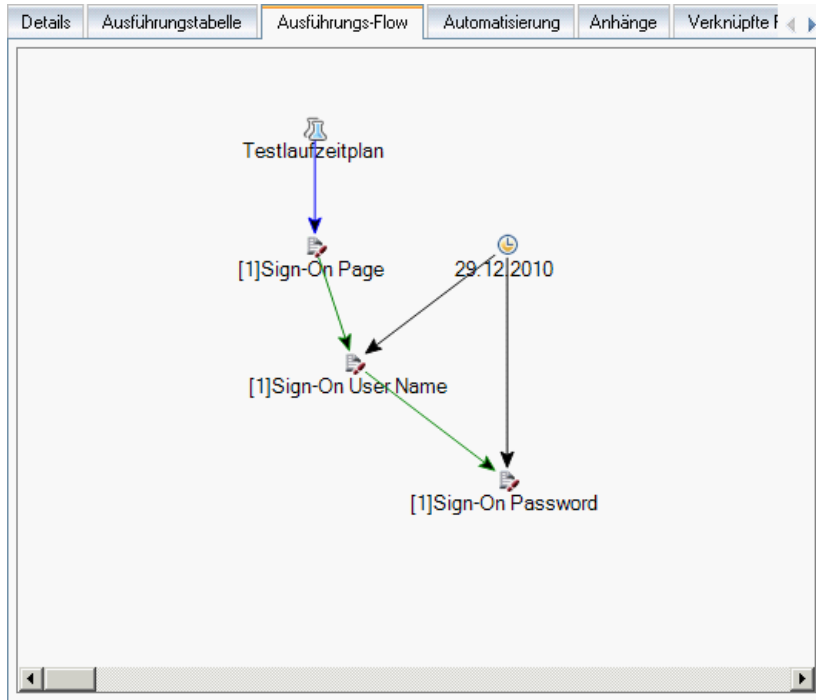 Details Ausführungstabelle Ausführungs-Flow Automatisierung Anhänge Verknüpfte
Testlaufzeitplan
[1]Sign-On Page 29.12.2010
[1]Sign-On User Name
[1]Sign-On Password